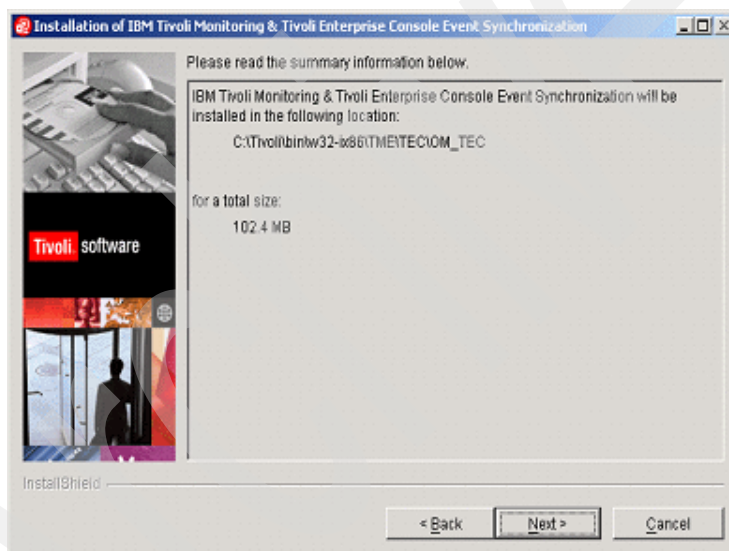 Installation of IBM Tivoli Monitoring & Tivoli Enterprise Console Event Synchronization
Please read the summary information below.
IBM Tivoli Monitoring & Tivoli Enterprise Console Event Synchronization will be
installed in the following location:
C:\Tivoli\bin\w32-ix86\TME\TEC\OM_TEC
for a total size:
102.4 MB
Tivoli. software
InstallShield
< Back
Next >
Cancel